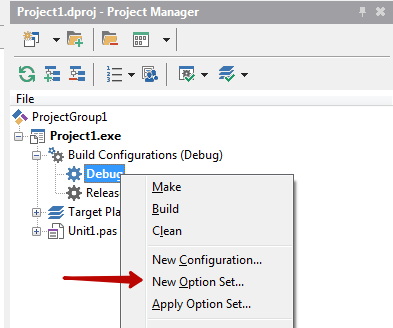 Project1.dproj - Project Manager
File
ProjectGroup1
Project1.exe
Build Configurations (Debug)
Debug
Make
Releas
Build
Target Pla
Clean
Unit1.pas
New Configuration...
New Option Set...
Apply Option Set...